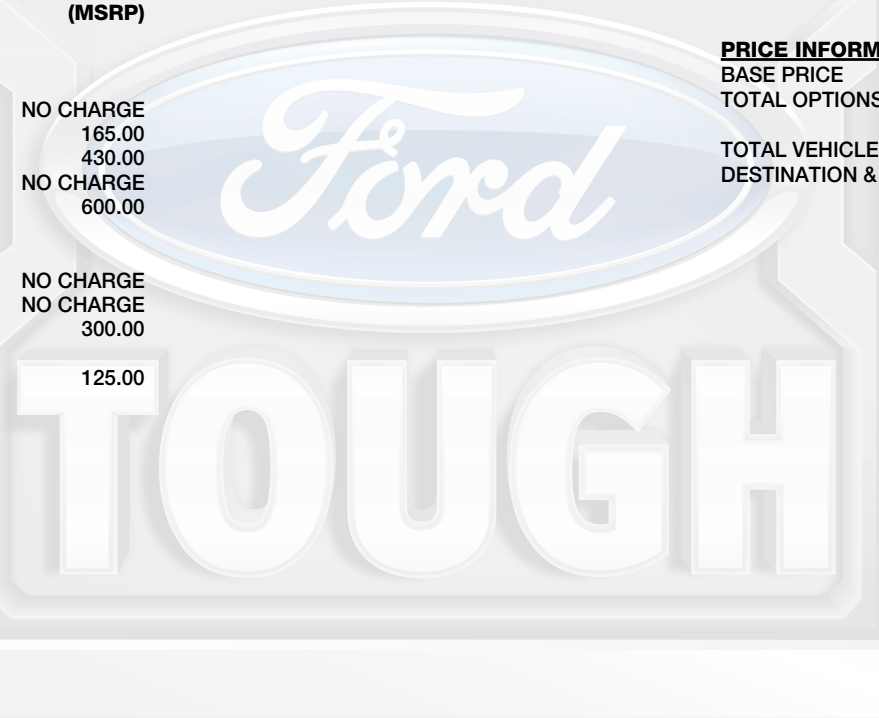 (MSRP)
NO CHARGE
165.00
430.00
NO CHARGE
600.00
NO CHARGE
NO CHARGE
300.00
125.00
PRICE INFORM
BASE PRICE
TOTAL OPTIONS
TOTAL VEHICLE
DESTINATION &
Ford
TOUGH